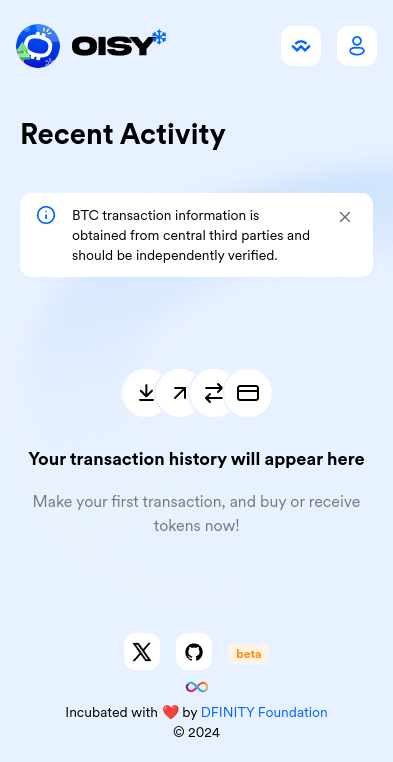 OISY
Recent Activity
BTC transaction information is
obtained from central third parties and
should be independently verified.
Your transaction history will appear here
Make your first transaction, and buy or receive
tokens now!
beta
Incubated with ❤️ by DFINITY Foundation
© 2024